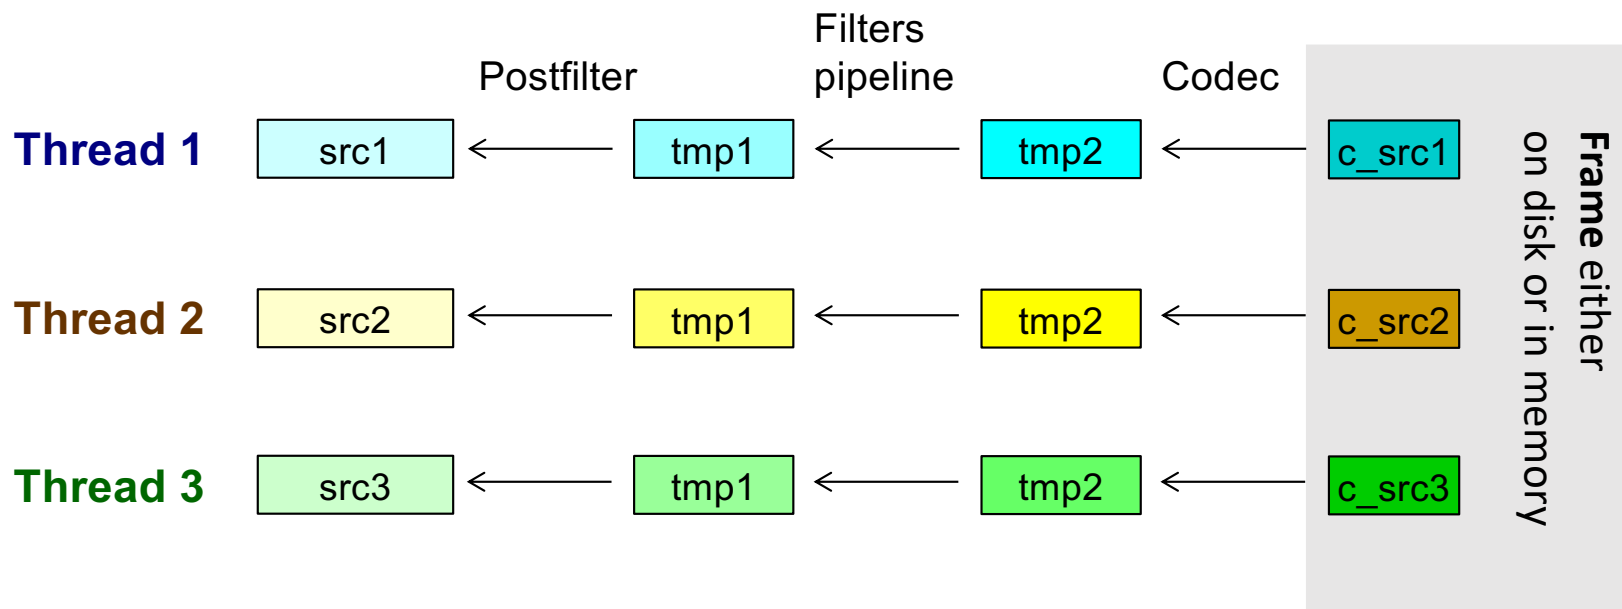 Filters
pipeline
Postfilter
Codec
Thread 1
src1
tmp1
tmp2
c_src1
Thread 2
src2
tmp1
tmp2
c_src2
Thread 3
src3
tmp1
tmp2
c_src3
Frame either
on disk or in memory